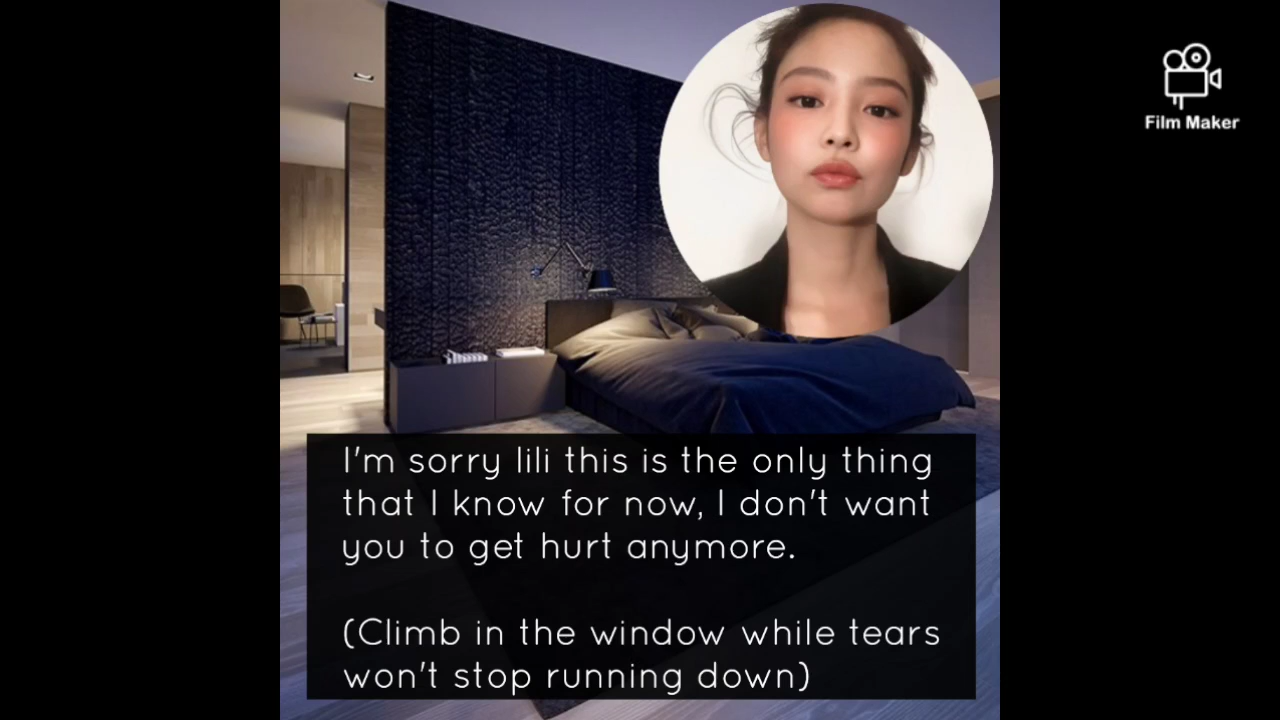 Film Maker
I'm sorry lili this is the only thing
that I know for now, I don't want
you to get hurt anymore.
(Climb in the window while tears
won't stop running down)